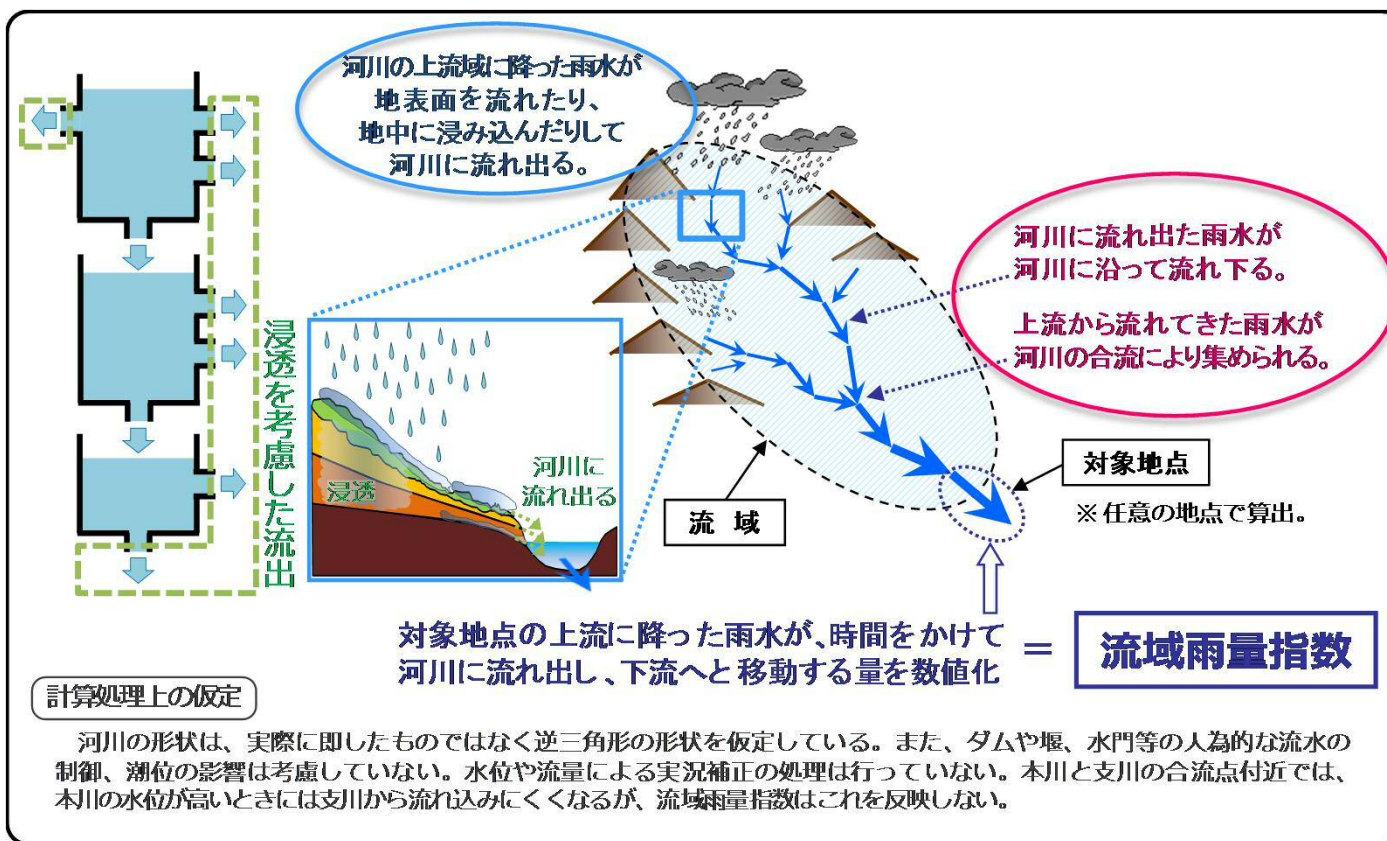 河川の上流域に降った雨水が
地表面を流れたり、
地中に浸み込んだりして
河川に流れ出る。
河川に流れ出た雨水が
河川に沿って流れ下る。
上流から流れてきた雨水が
河川の合流により集められる。
浸透を考慮した流出
浸透
河川に
流れ出る
流域
対象地点
※任意の地点で算出。
対象地点の上流に降った雨水が、時間をかけて
河川に流れ出し、下流へと移動する量を数値化
＝ 流域雨量指数
計算処理上の仮定
河川の形状は、実際に即したものではなく逆三角形の形状を仮定している。また、ダムや堰、水門等の人為的な流水の
制御、潮位の影響は考慮していない。水位や流量による実況補正の処理は行っていない。本川と支川の合流点付近では、
本川の水位が高いときには支川から流れ込みにくくなるが、流域雨量指数はこれを反映しない。